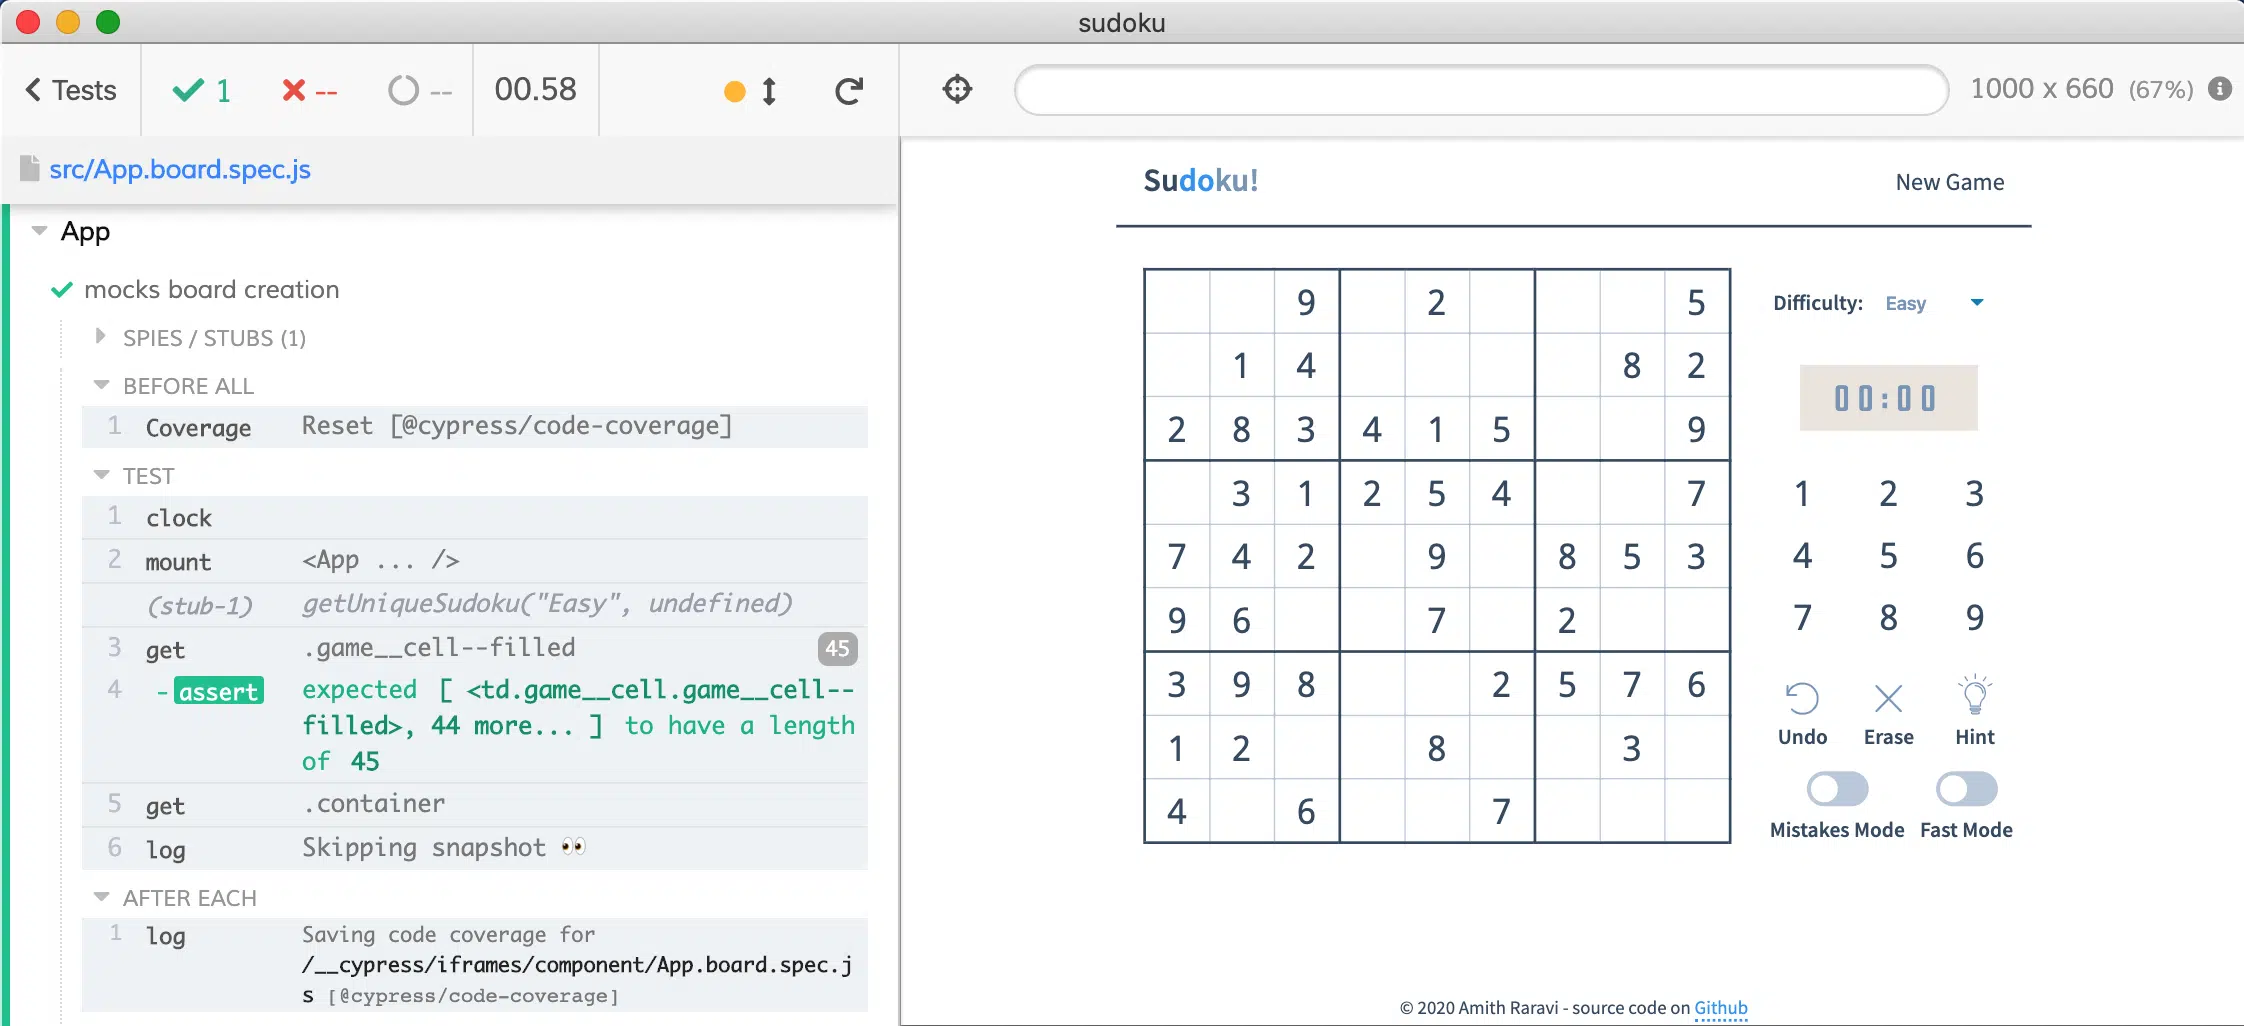 sudoku
Tests 1 -- -- 00.58 1000 x 660 (67%)
src/App.board.spec.js
App
mocks board creation
SPIES / STUBS (1)
BEFORE ALL
1 Coverage Reset [@cypress/code-coverage]
TEST
1 clock
2 mount <App ... />
(stub-1) getUniqueSudoku("Easy", undefined)
3 get .game__cell--filled 45
4 -assert expected [ <td.game__cell.game__cell--
filled>, 44 more... ] to have a length
of 45
5 get .container
6 log Skipping snapshot 👀
AFTER EACH
1 log Saving code coverage for
/__cypress/iframes/component/App.board.spec.j
s [@cypress/code-coverage]
Sudoku! New Game
9 2 5
1 4 8 2
2 8 3 4 1 5 9
3 1 2 5 4 7
7 4 2 9 8 5 3
9 6 7 2
3 9 8 2 5 7 6
1 2 8 3
4 6 7
Difficulty: Easy
00:00
1 2 3
4 5 6
7 8 9
Undo Erase Hint
Mistakes Mode Fast Mode
© 2020 Amith Raravi - source code on Github